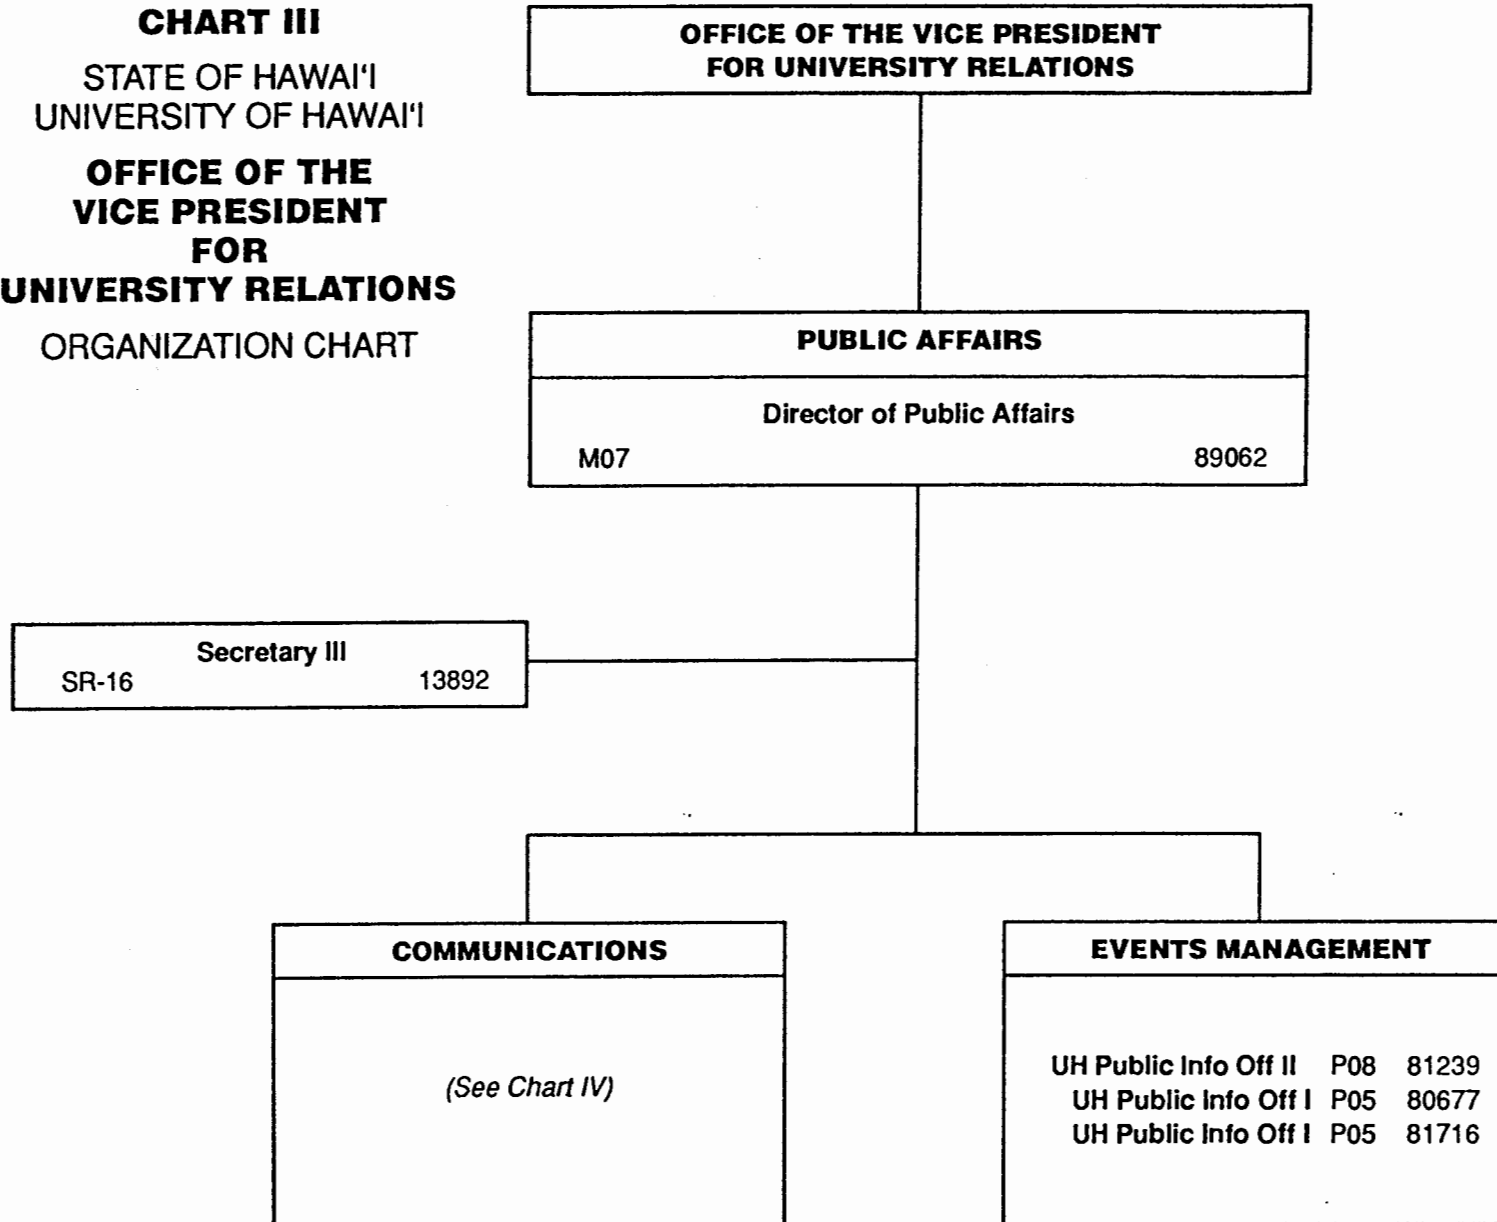 CHART III
STATE OF HAWAI‘I
UNIVERSITY OF HAWAI‘I
OFFICE OF THE
VICE PRESIDENT
FOR
UNIVERSITY RELATIONS
ORGANIZATION CHART
OFFICE OF THE VICE PRESIDENT
FOR UNIVERSITY RELATIONS
PUBLIC AFFAIRS
Director of Public Affairs
M07 89062
Secretary III
SR-16 13892
COMMUNICATIONS
(See Chart IV)
EVENTS MANAGEMENT
UH Public Info Off II P08 81239
UH Public Info Off I P05 80677
UH Public Info Off I P05 81716